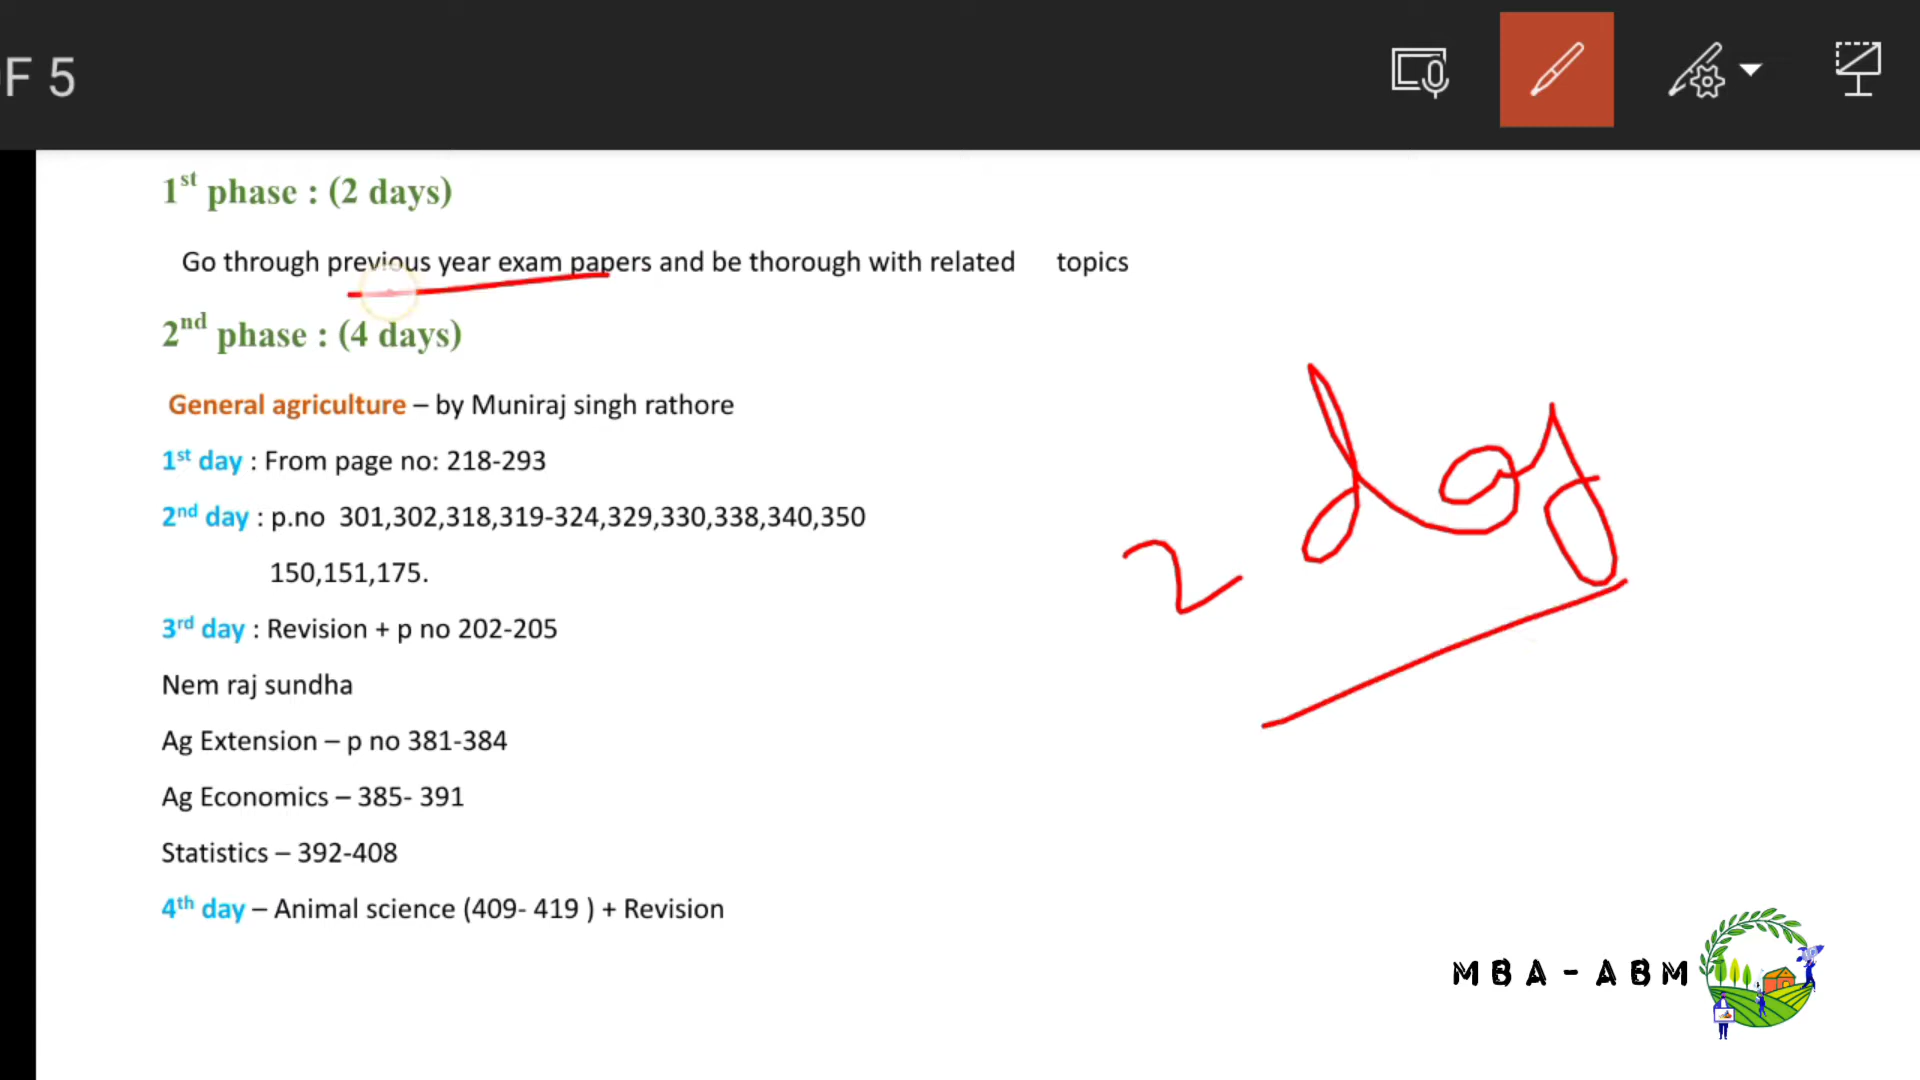 F 5
1st phase : (2 days)
Go through previous year exam papers and be thorough with related topics
2nd phase : (4 days)
General agriculture – by Muniraj singh rathore
1st day : From page no: 218-293
2nd day : p.no 301,302,318,319-324,329,330,338,340,350
150,151,175.
3rd day : Revision + p no 202-205
Nem raj sundha
Ag Extension – p no 381-384
Ag Economics – 385- 391
Statistics – 392-408
4th day – Animal science (409- 419 ) + Revision
2 day
MBA-ABM